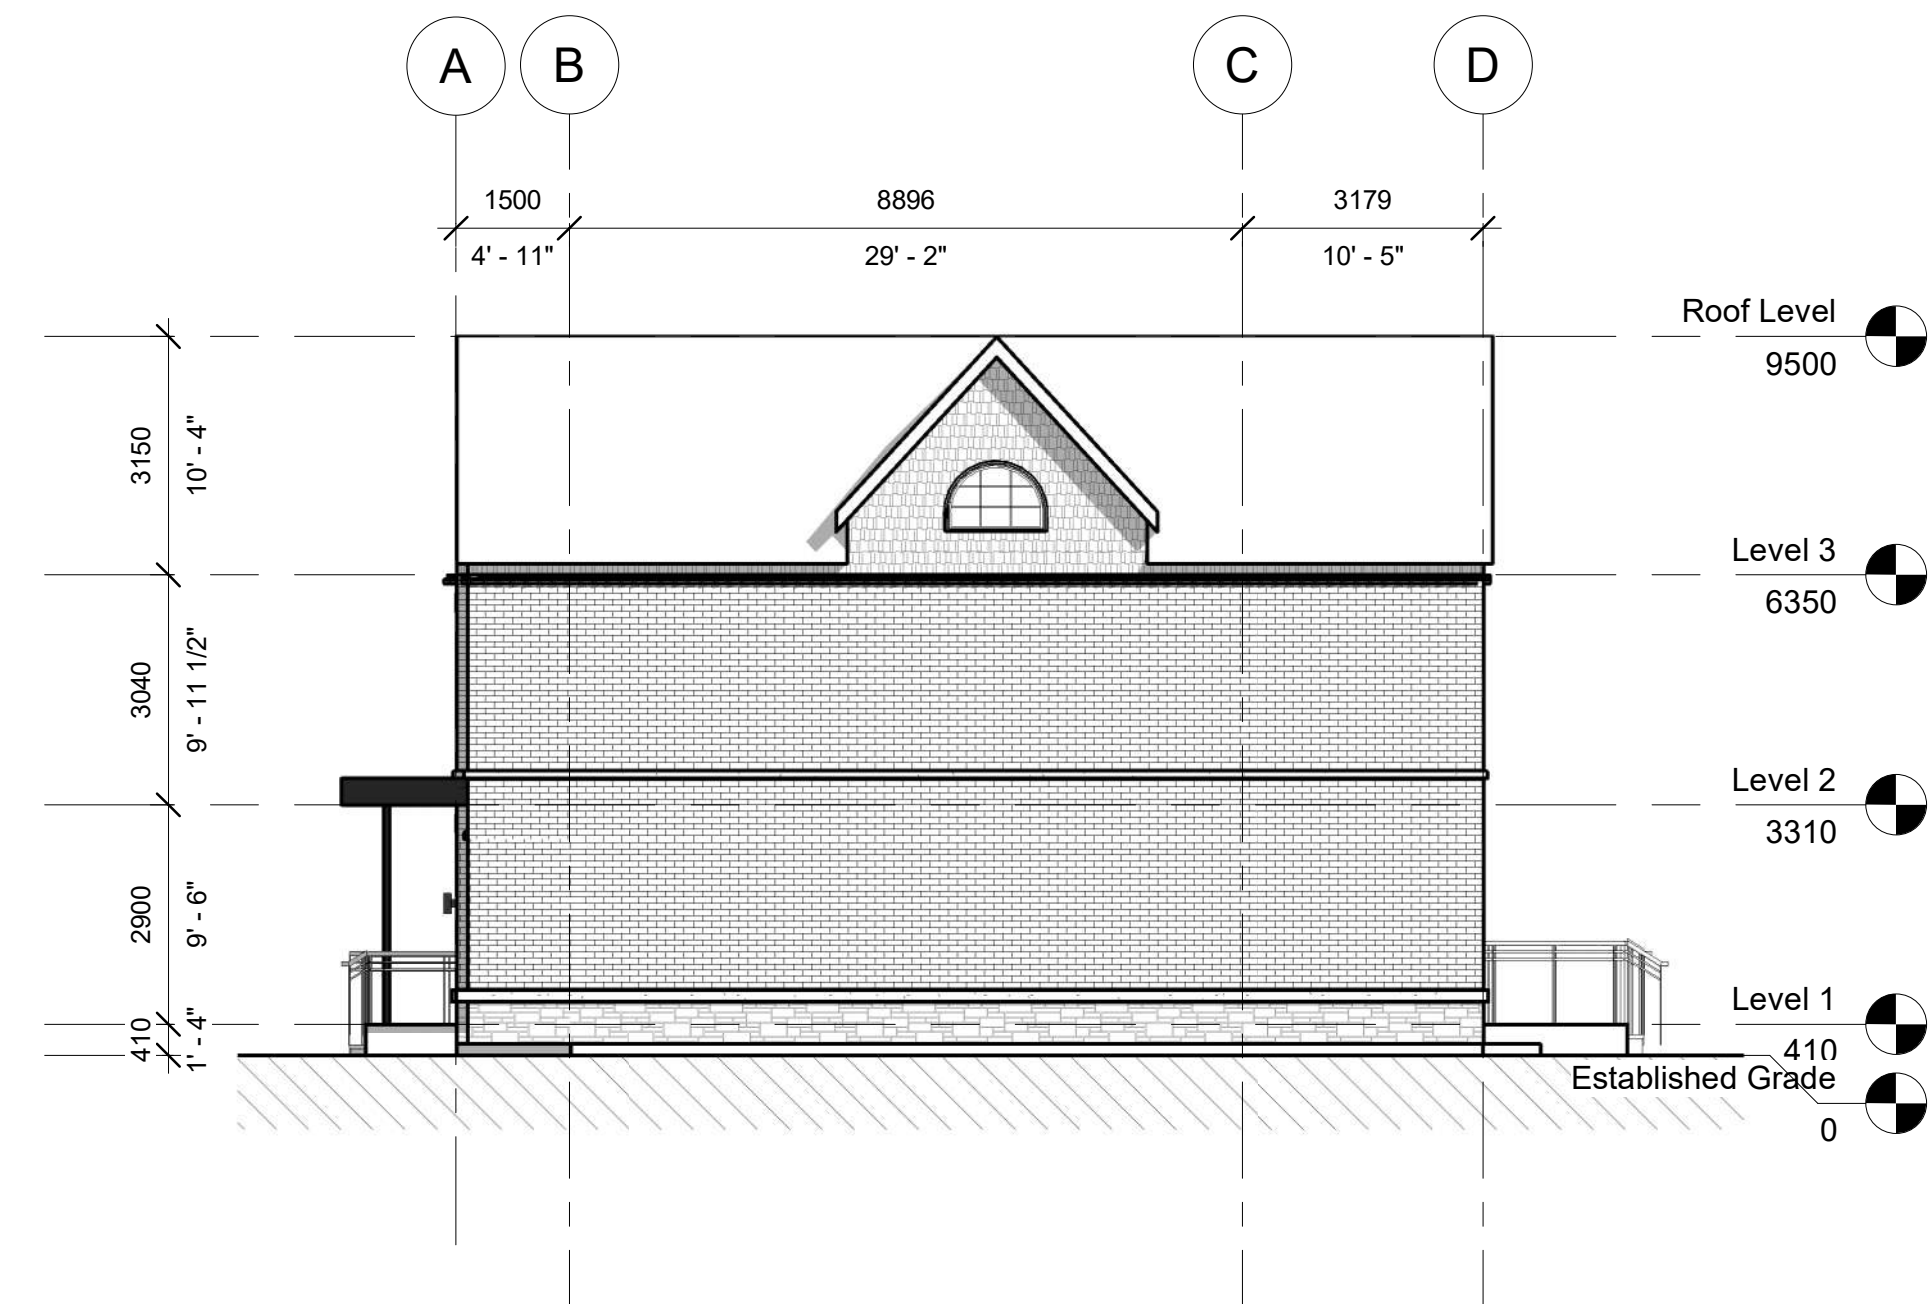 A B C D
1500 8896 3179
4' - 11" 29' - 2" 10' - 5"
Roof Level
9500
3150
10' - 4"
Level 3
6350
3040
9' - 11 1/2"
Level 2
3310
2900
9' - 6"
Level 1
410
410
1' - 4"
Established Grade
0